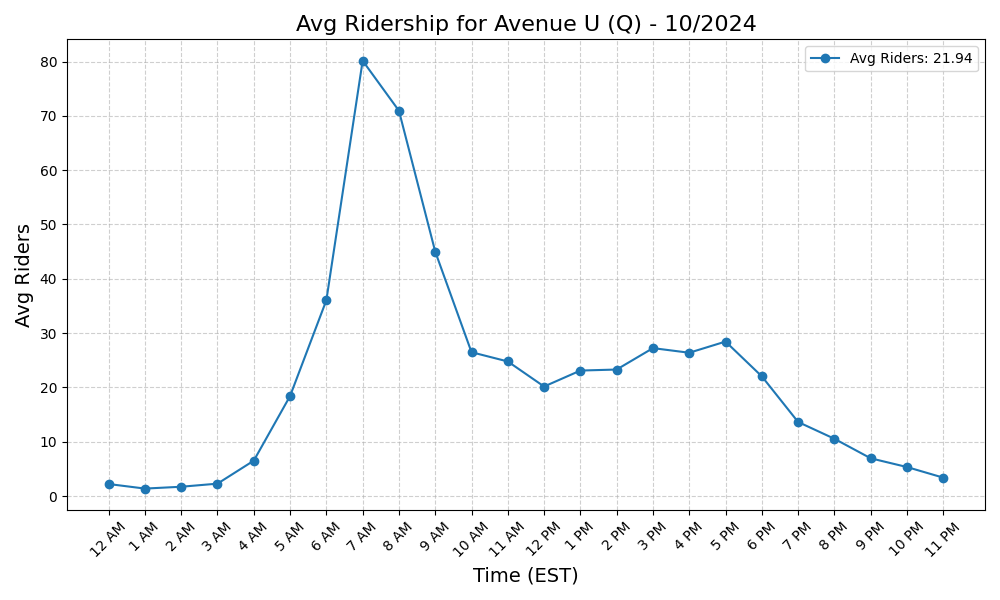 Avg Ridership for Avenue U (Q) - 10/2024
Avg Riders: 21.94
Avg Riders
80
70
60
50
40
30
20
10
0
12 AM
1 AM
2 AM
3 AM
4 AM
5 AM
6 AM
7 AM
8 AM
9 AM
10 AM
11 AM
12 PM
1 PM
2 PM
3 PM
4 PM
5 PM
6 PM
7 PM
8 PM
9 PM
10 PM
11 PM
Time (EST)